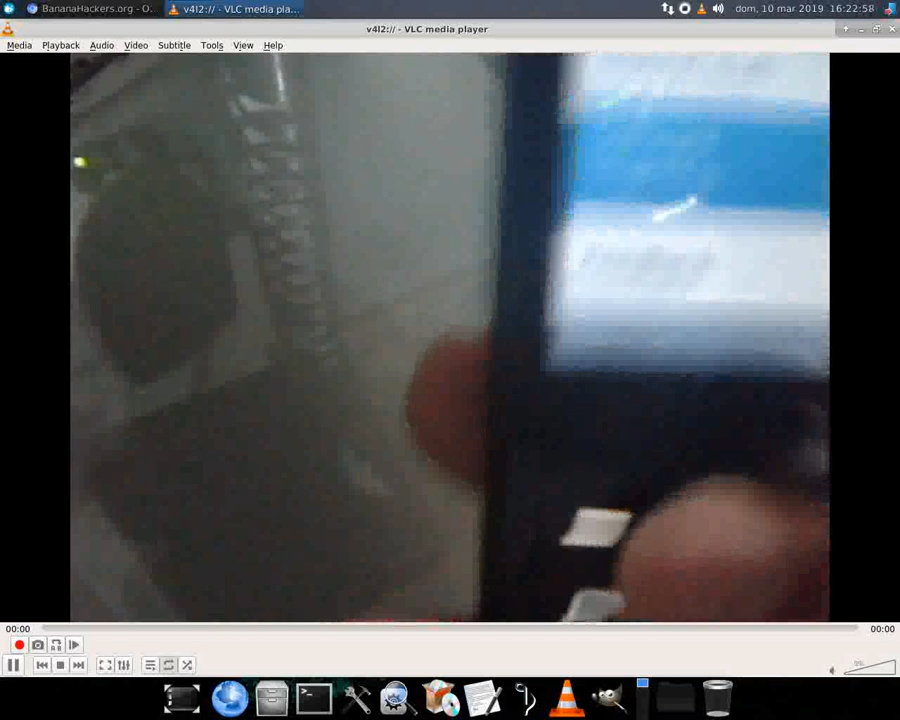 BananaHackers.org - O...
v4l2:// - VLC media pla...
dom, 10 mar 2019 16:22:58
v4l2:// - VLC media player
Media Playback Audio Video Subtitle Tools View Help
00:00 00:00